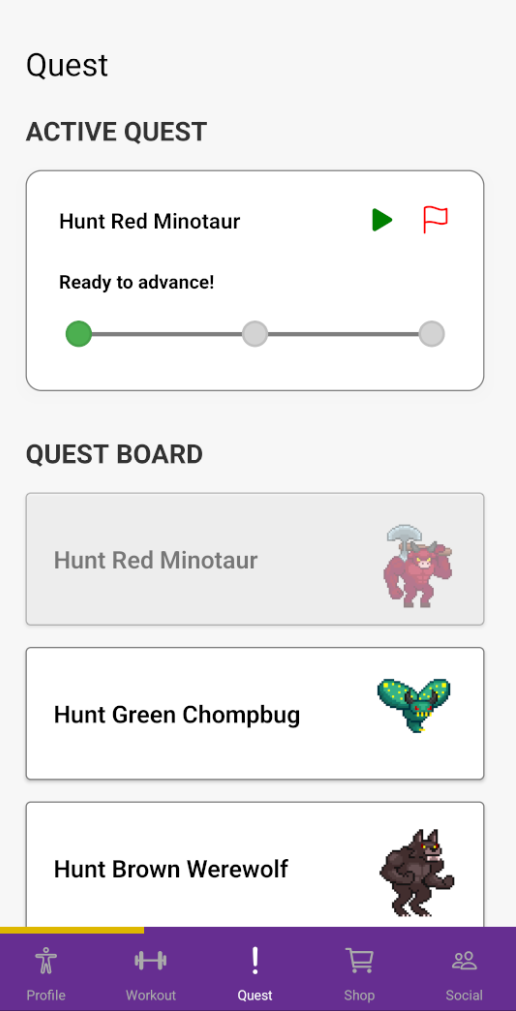 Quest
ACTIVE QUEST
Hunt Red Minotaur
Ready to advance!
QUEST BOARD
Hunt Red Minotaur
Hunt Green Chompbug
Hunt Brown Werewolf
Profile
Workout
Quest
Shop
Social